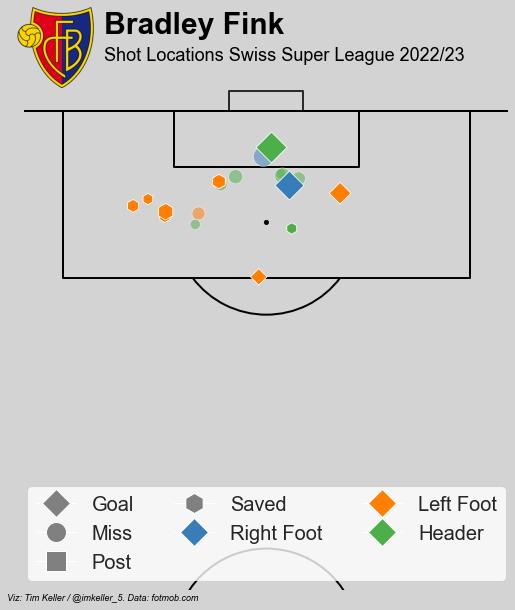 Bradley Fink
Shot Locations Swiss Super League 2022/23
FCB
Goal
Saved
Left Foot
Miss
Right Foot
Header
Post
Viz: Tim Keller / @imkeller_5. Data: fotmob.com